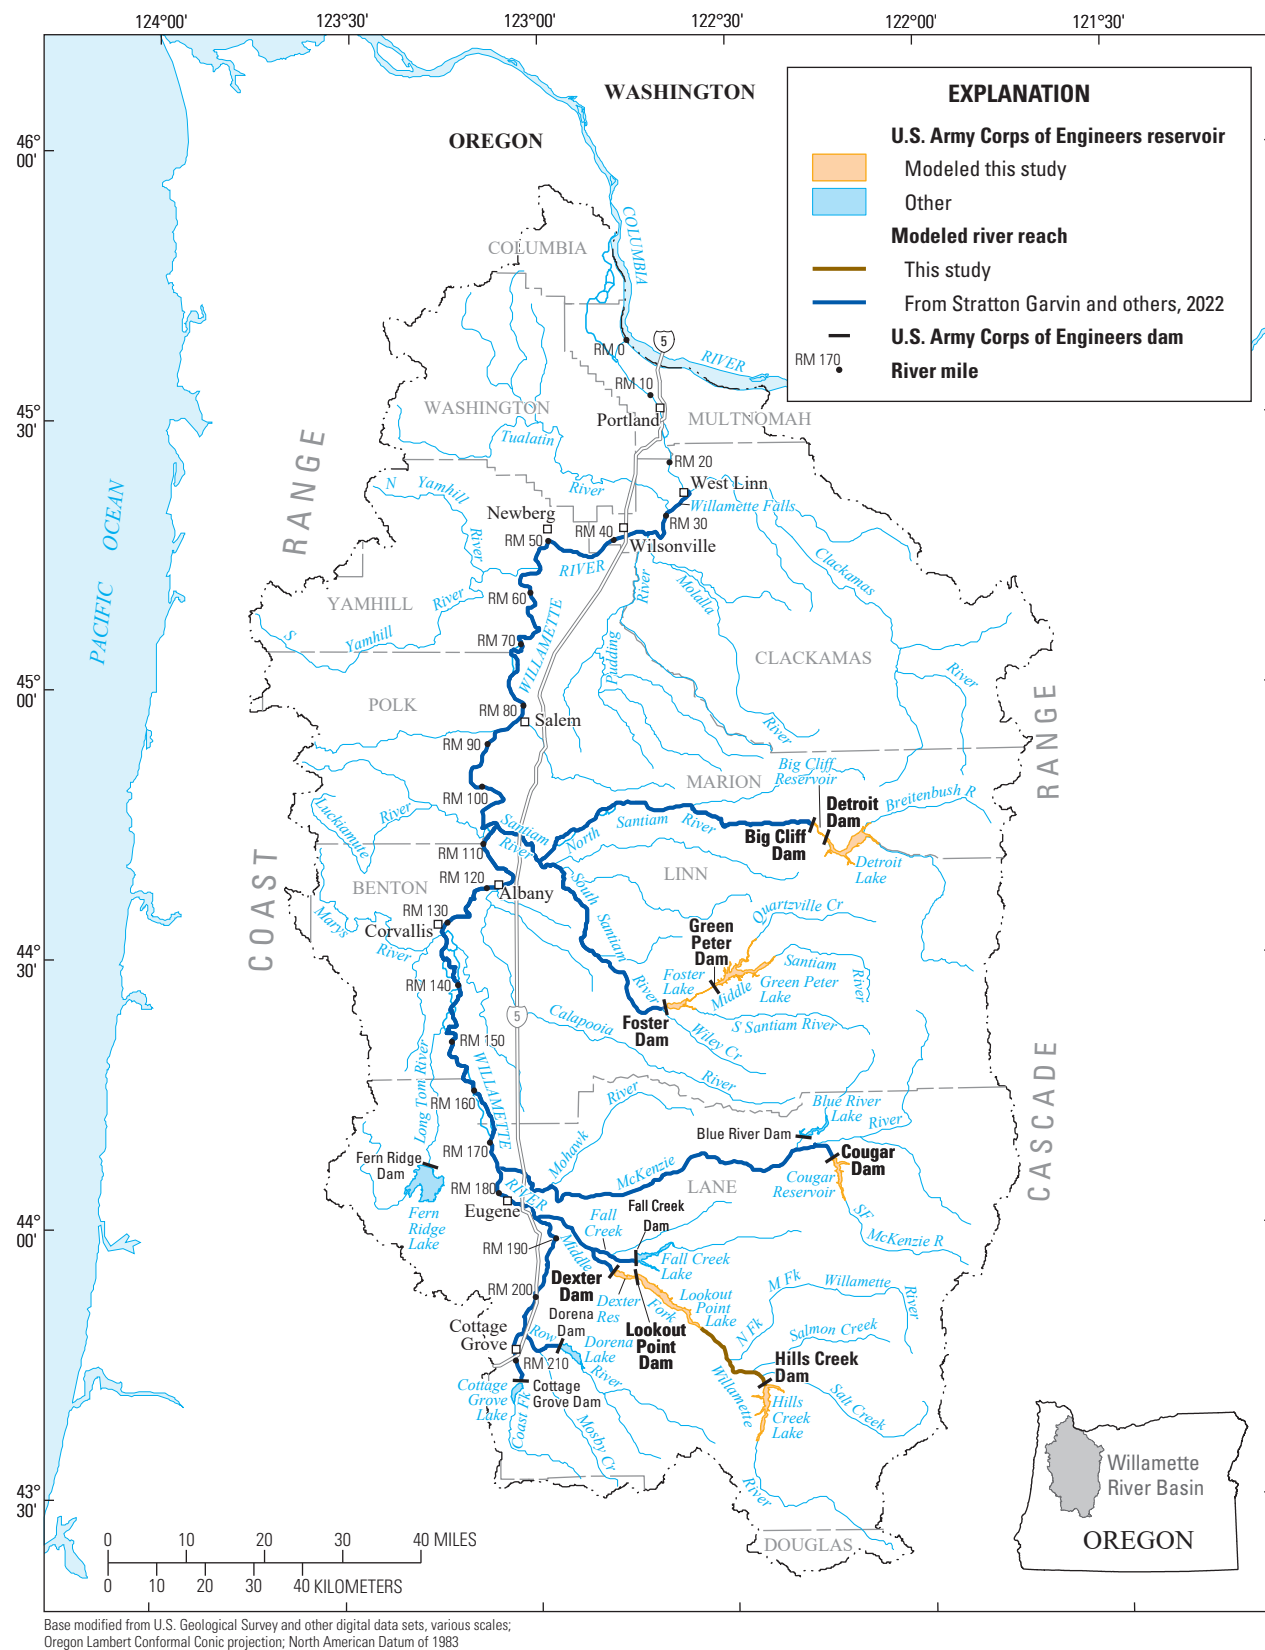 124°00'
123°30'
123°00'
122°30'
122°00'
121°30'
46°
00'
45°
30'
45°
00'
44°
30'
44°
00'
43°
30'
WASHINGTON
OREGON
EXPLANATION
U.S. Army Corps of Engineers reservoir
Modeled this study
Other
Modeled river reach
This study
From Stratton Garvin and others, 2022
U.S. Army Corps of Engineers dam
RM 170
River mile
COLUMBIA
COLUMBIA
RIVER
RM 0
5
RM 10
Portland
WASHINGTON
MULTNOMAH
Tualatin
River
RM 20
West Linn
Willamette Falls
RM 30
N Yamhill
River
Newberg
RM 40
RM 50
Wilsonville
RIVER
RANGE
PACIFIC OCEAN
YAMHILL
River
RM 60
S Yamhill
RM 70
WILLAMETTE
River
Molalla
Pudding
Clackamas
CLACKAMAS
River
POLK
RM 80
Salem
River
RM 90
RANGE
MARION
Big Cliff
Reservoir
Detroit
Dam
Breitenbush R
RM 100
Luckiamute
River
Santiam
River
North Santiam River
Big Cliff
Dam
Detroit
Lake
RM 110
LINN
BENTON
RM 120
Albany
South Santiam River
Quartzville Cr
RM 130
Corvallis
Marys
River
COAST
Green
Peter
Dam
Foster
Lake
Middle Santiam River
Green Peter
Lake
RM 140
Foster
Dam
Calapooia
River
Wiley Cr
S Santiam River
5
RM 150
Long Tom River
WILLAMETTE
RIVER
RM 160
River
Mohawk
Blue River
Lake
River
Blue River Dam
CASCADE
RM 170
Fern Ridge
Dam
Fern
Ridge
Lake
McKenzie
LANE
Cougar
Dam
Cougar
Reservoir
SF
McKenzie R
RM 180
Eugene
Fall
Creek
Fall Creek
Dam
Fall Creek
Lake
RM 190
Middle
Fork
Willamette
River
Dexter
Dam
Dexter
Res
Lookout
Point
Lake
Lookout
Point
Dam
M Fk Willamette River
N Fk
Salmon Creek
RM 200
Dorena
Dam
Cottage
Grove
Row
River
Dorena
Lake
RM 210
Cottage
Grove
Lake
Cottage
Grove Dam
Coast Fk
Mosby Cr
Hills Creek
Dam
Hills
Creek
Lake
Salt Creek
DOUGLAS
Willamette
River Basin
OREGON
0 10 20 30 40 MILES
0 10 20 30 40 KILOMETERS
Base modified from U.S. Geological Survey and other digital data sets, various scales;
Oregon Lambert Conformal Conic projection; North American Datum of 1983